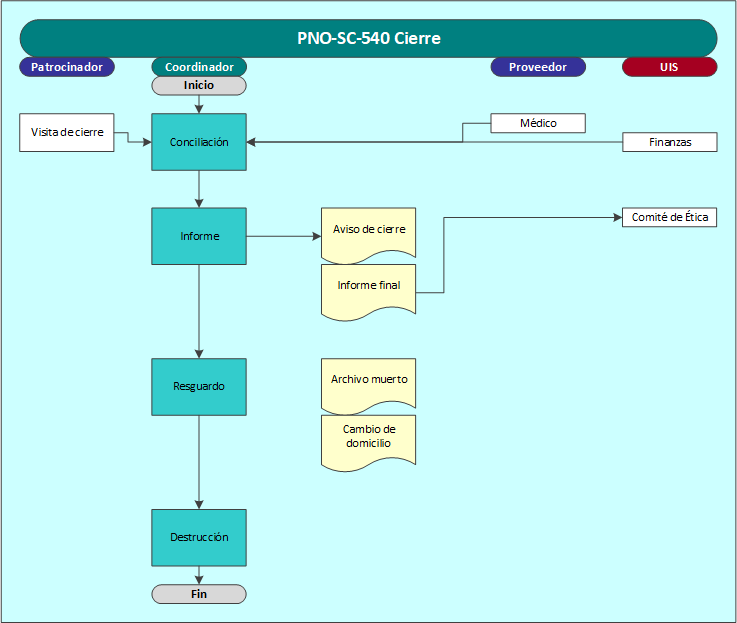 PNO-SC-540 Cierre
Patrocinador
Coordinador
Proveedor
UIS
Inicio
Visita de cierre
Conciliación
Médico
Finanzas
Informe
Aviso de cierre
Comité de Ética
Informe final
Resguardo
Archivo muerto
Cambio de
domicilio
Destrucción
Fin